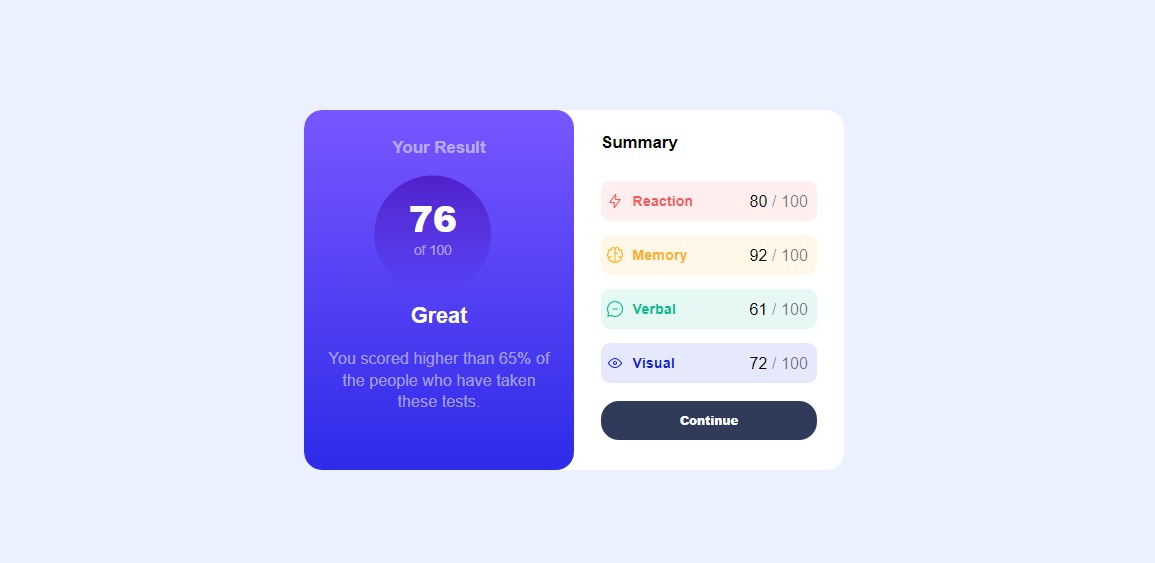 Your Result
76
of 100
Great
You scored higher than 65% of
the people who have taken
these tests.
Summary
Reaction 80 / 100
Memory 92 / 100
Verbal 61 / 100
Visual 72 / 100
Continue